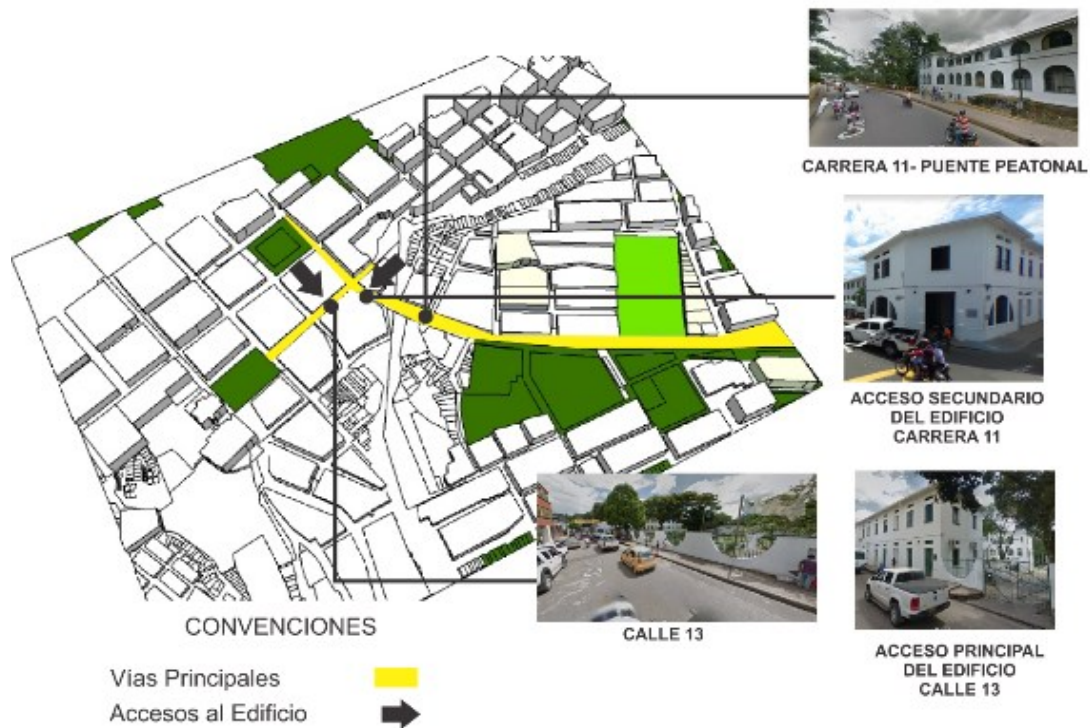 CARRERA 11- PUENTE PEATONAL
ACCESO SECUNDARIO
DEL EDIFICIO
CARRERA 11
CALLE 13
ACCESO PRINCIPAL
DEL EDIFICIO
CALLE 13
CONVENCIONES
Vias Principales
Accesos al Edificio